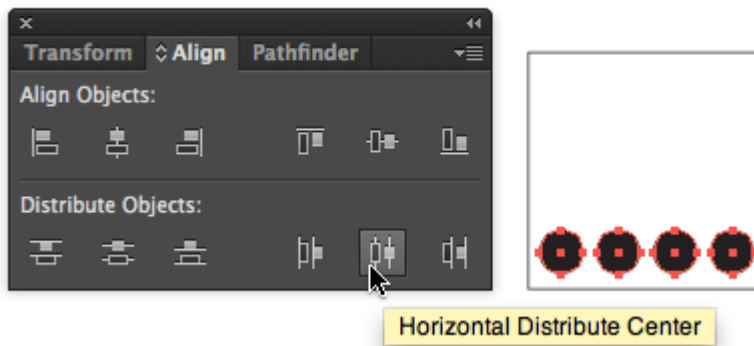 Transform Align Pathfinder
Align Objects:
Distribute Objects:
Horizontal Distribute Center